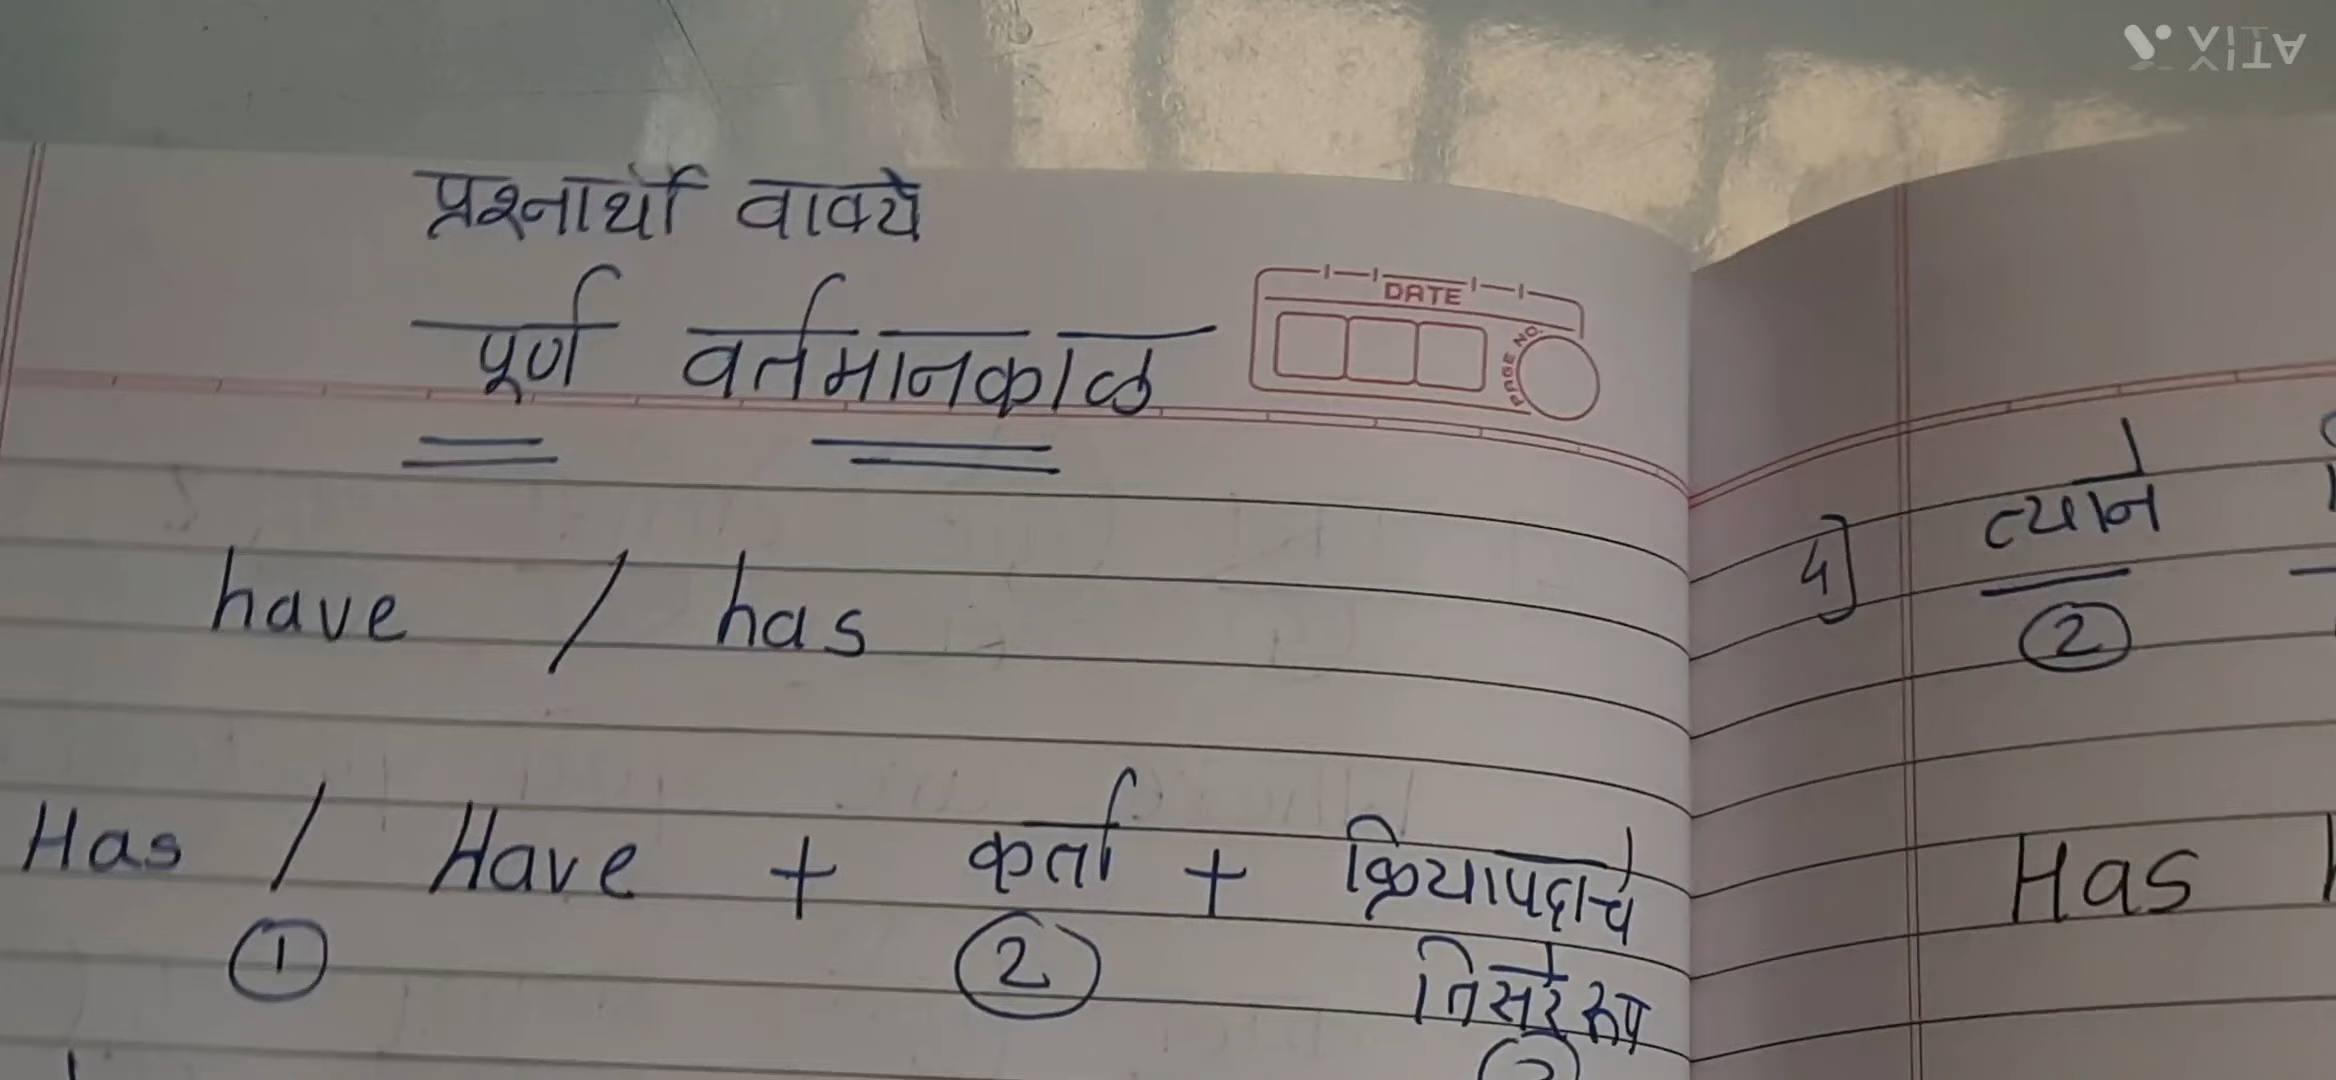 प्रश्नार्थी वाक्ये
पूर्ण वर्तमानकाळ
DATE
PAGE NO.
have / has
Has / Have + कर्ता + क्रियापदाचे
तिसरे रूप
① ②
4] त्याने
②
Has
VITA